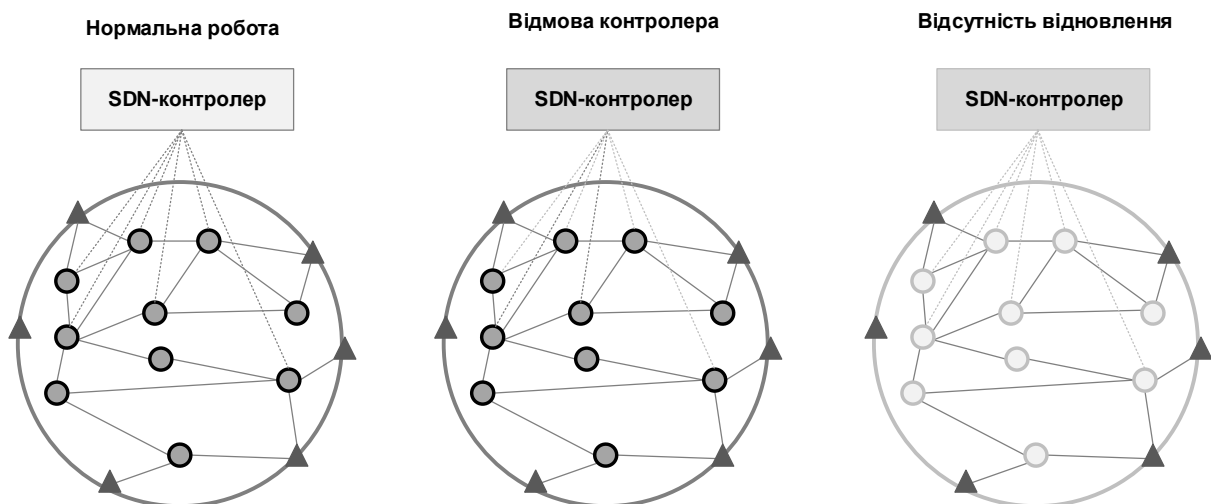 Нормальна робота
Відмова контролера
Відсутність відновлення
SDN-контролер
SDN-контролер
SDN-контролер